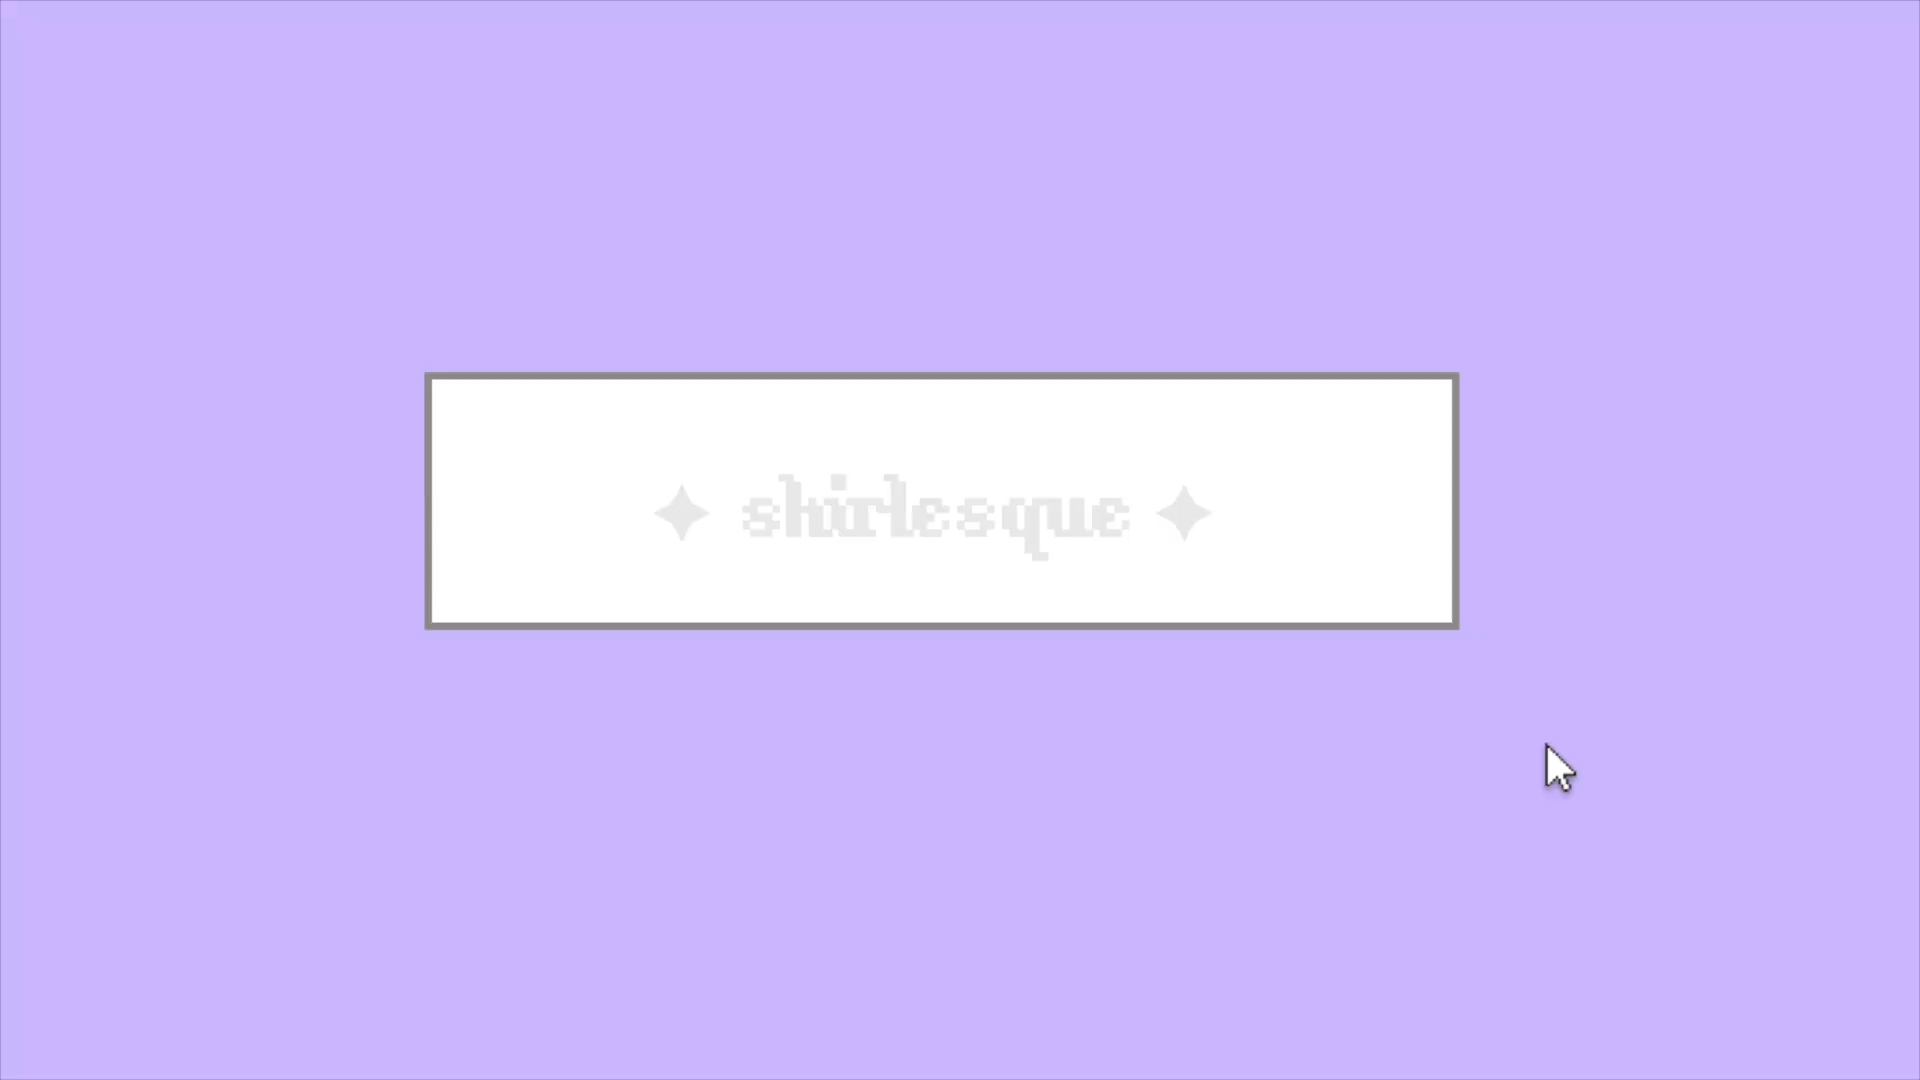 ✦ shirlesque ✦